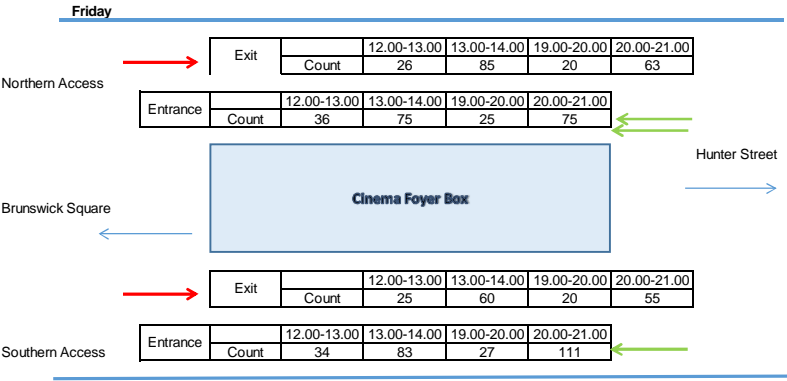 Friday
Exit 12.00-13.00 13.00-14.00 19.00-20.00 20.00-21.00
Count 26 85 20 63
Northern Access
Entrance 12.00-13.00 13.00-14.00 19.00-20.00 20.00-21.00
Count 36 75 25 75
Hunter Street
Cinema Foyer Box
Brunswick Square
Exit 12.00-13.00 13.00-14.00 19.00-20.00 20.00-21.00
Count 25 60 20 55
Entrance 12.00-13.00 13.00-14.00 19.00-20.00 20.00-21.00
Southern Access
Count 34 83 27 111